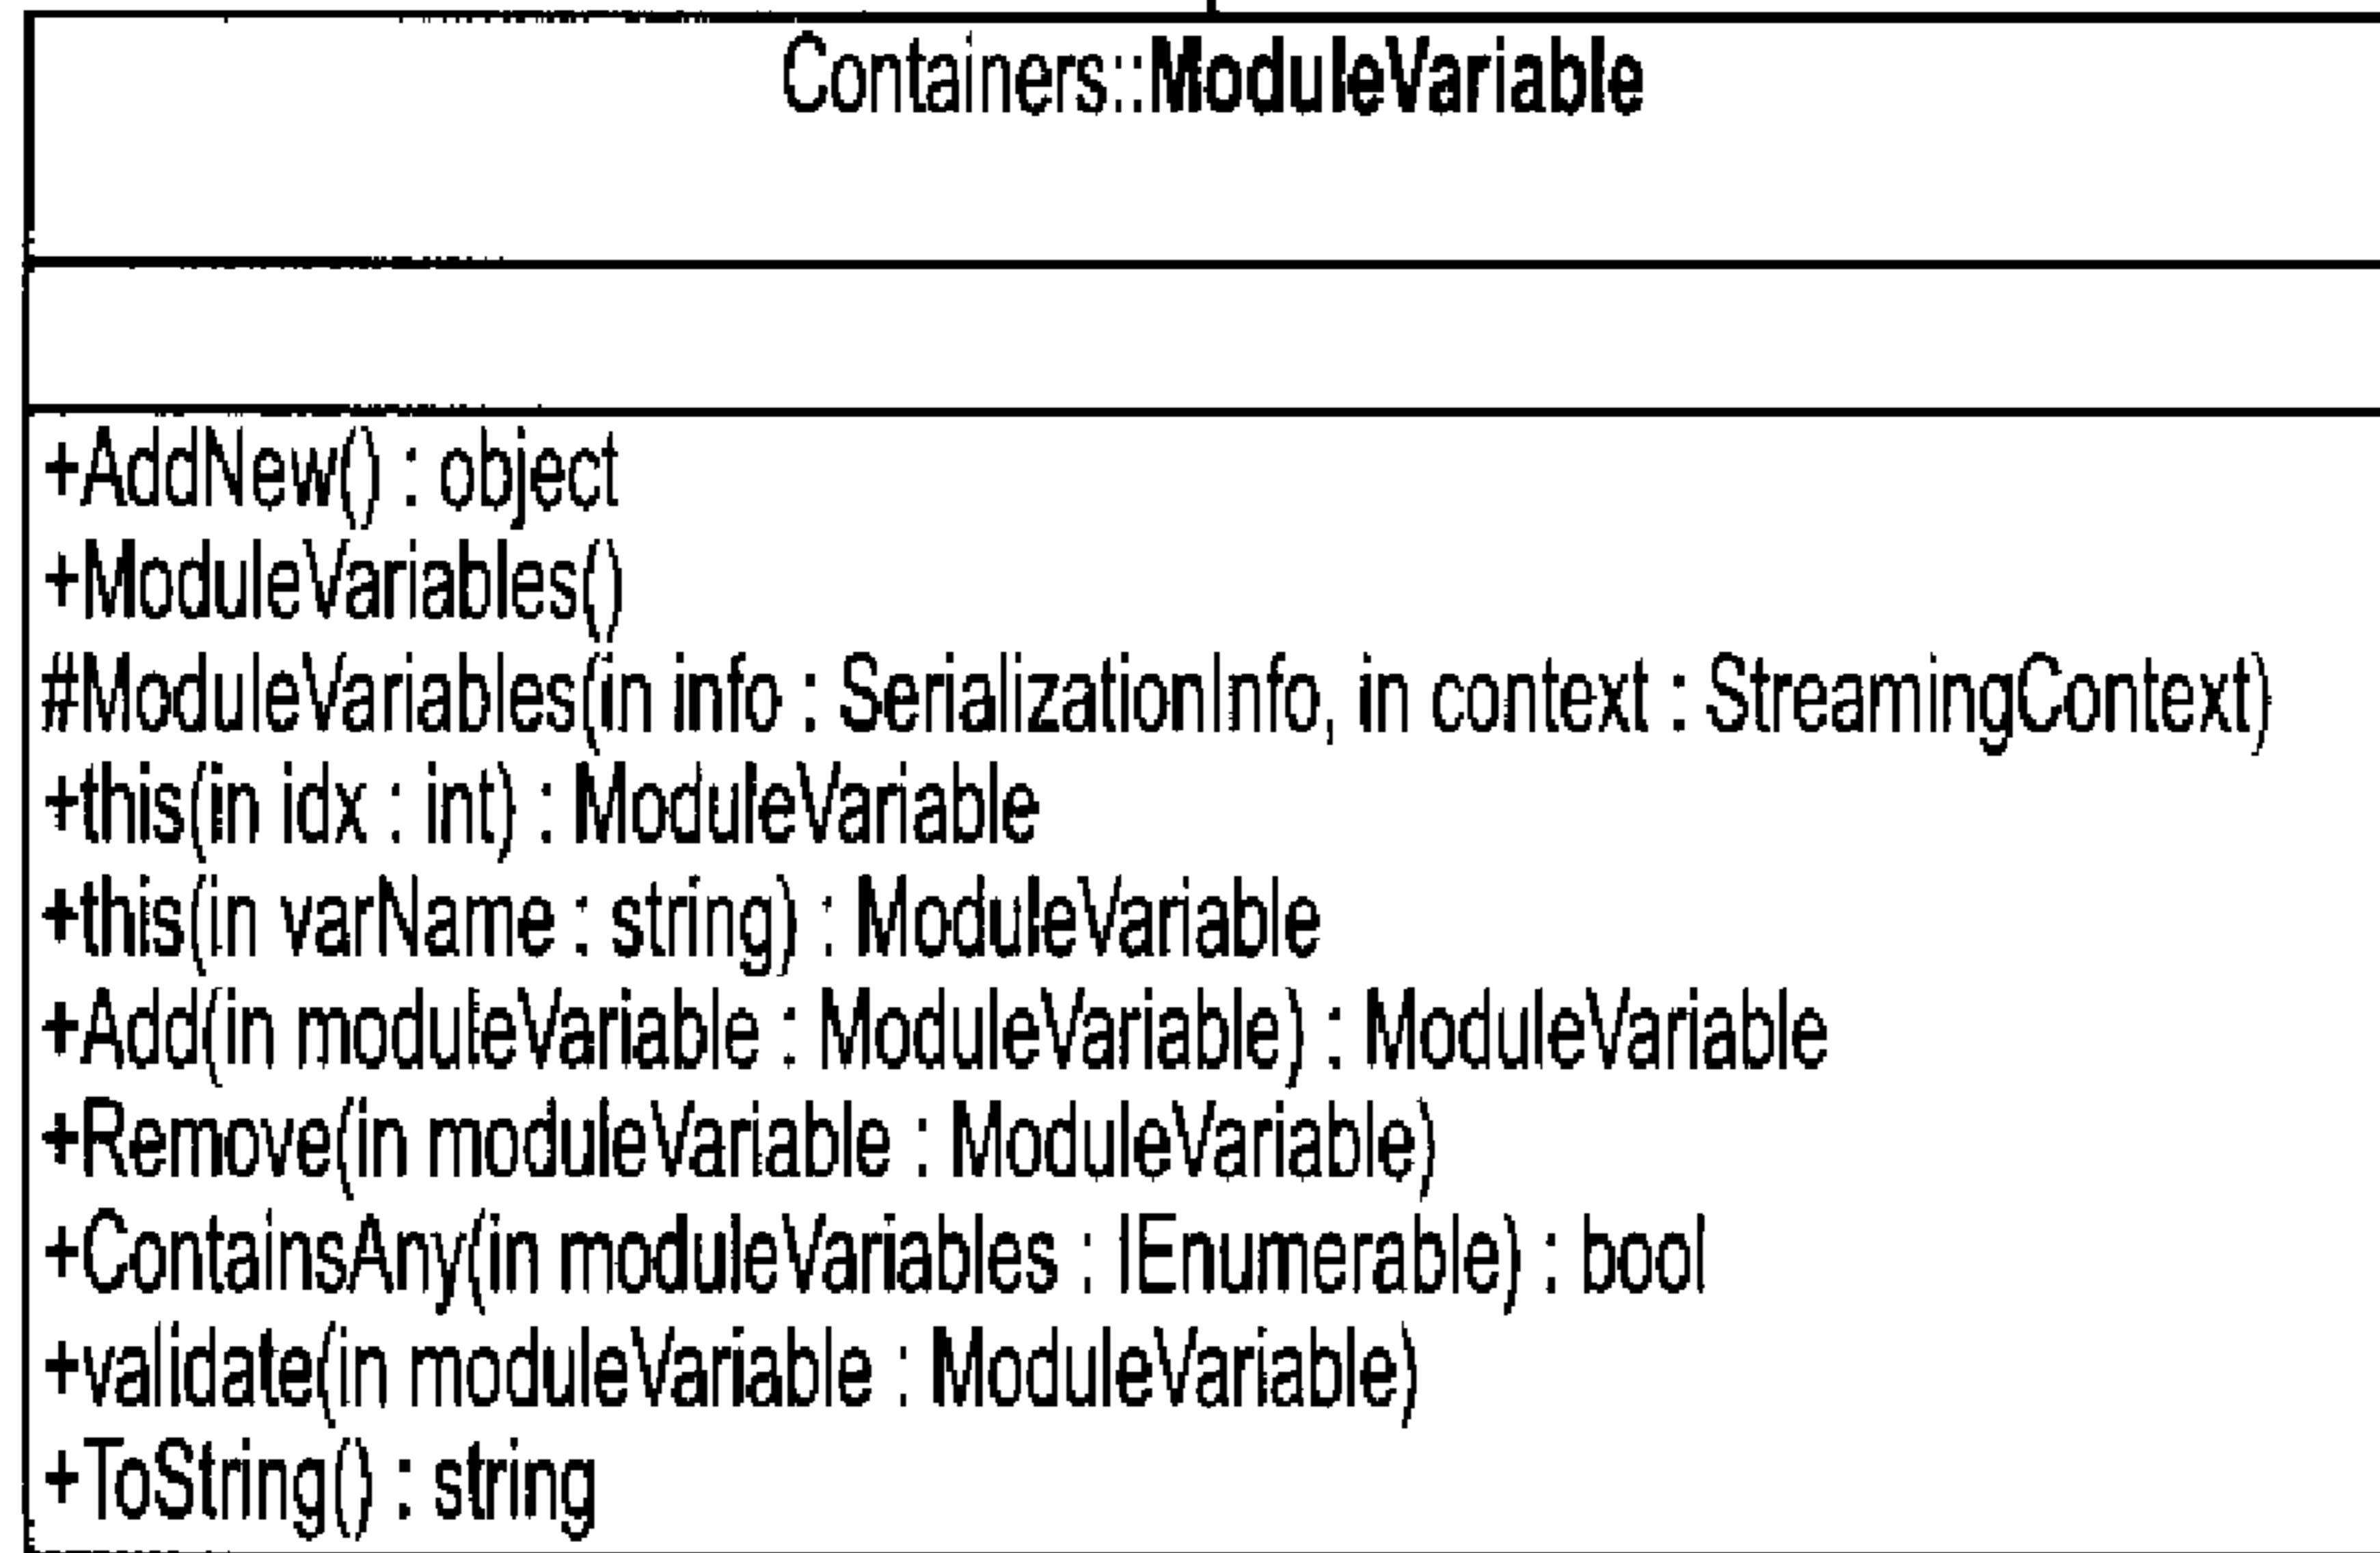 Containers::ModuleVariable
+AddNew() : object
+ModuleVariables()
#ModuleVariables(in info : SerializationInfo, in context : StreamingContext)
+this(in idx : int) : ModuleVariable
+this(in varName : string) : ModuleVariable
+Add(in moduleVariable : ModuleVariable) : ModuleVariable
+Remove(in moduleVariable : ModuleVariable)
+ContainsAny(in moduleVariables : IEnumerable) : bool
+validate(in moduleVariable : ModuleVariable)
+ToString() : string